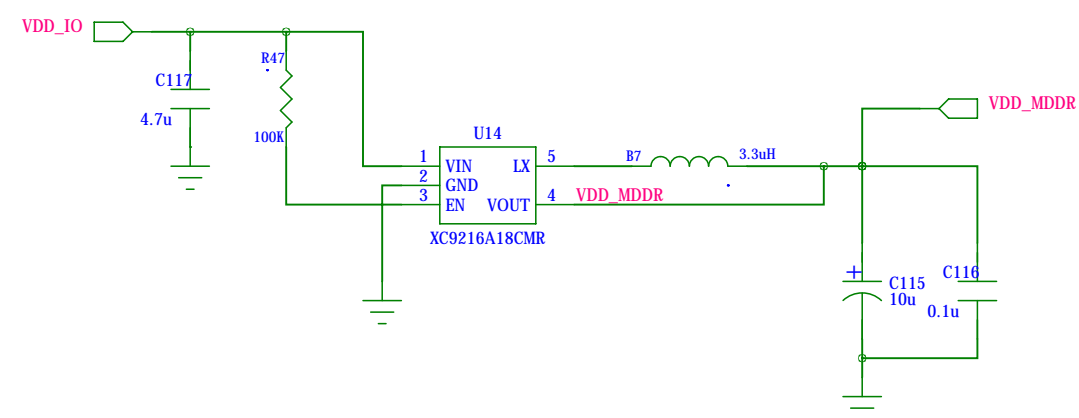 VDD_IO
R47
C117
4.7u
100K
U14
1 VIN LX 5
2 GND
3 EN VOUT 4
XC9216A18CMR
B7
3.3uH
VDD_MDDR
VDD_MDDR
+
C115
10u
C116
0.1u